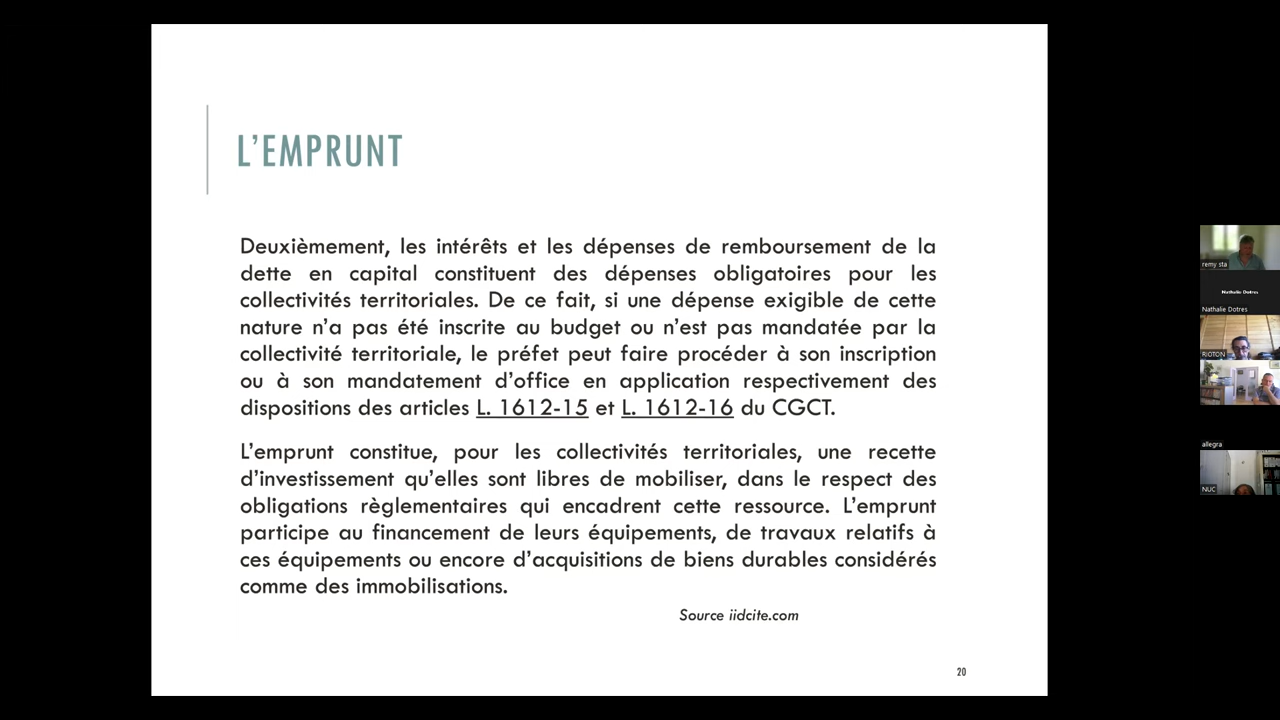 L'EMPRUNT
Deuxièmement, les intérêts et les dépenses de remboursement de la
dette en capital constituent des dépenses obligatoires pour les
collectivités territoriales. De ce fait, si une dépense exigible de cette
nature n'a pas été inscrite au budget ou n'est pas mandatée par la
collectivité territoriale, le préfet peut faire procéder à son inscription
ou à son mandatement d'office en application respectivement des
dispositions des articles L. 1612-15 et L. 1612-16 du CGCT.
L'emprunt constitue, pour les collectivités territoriales, une recette
d'investissement qu'elles sont libres de mobiliser, dans le respect des
obligations règlementaires qui encadrent cette ressource. L'emprunt
participe au financement de leurs équipements, de travaux relatifs à
ces équipements ou encore d'acquisitions de biens durables considérés
comme des immobilisations.
Source iidcite.com
20
remy sta
Nathalie Dotres
Nathalie Dotres
RIOTON
allegra
NUC